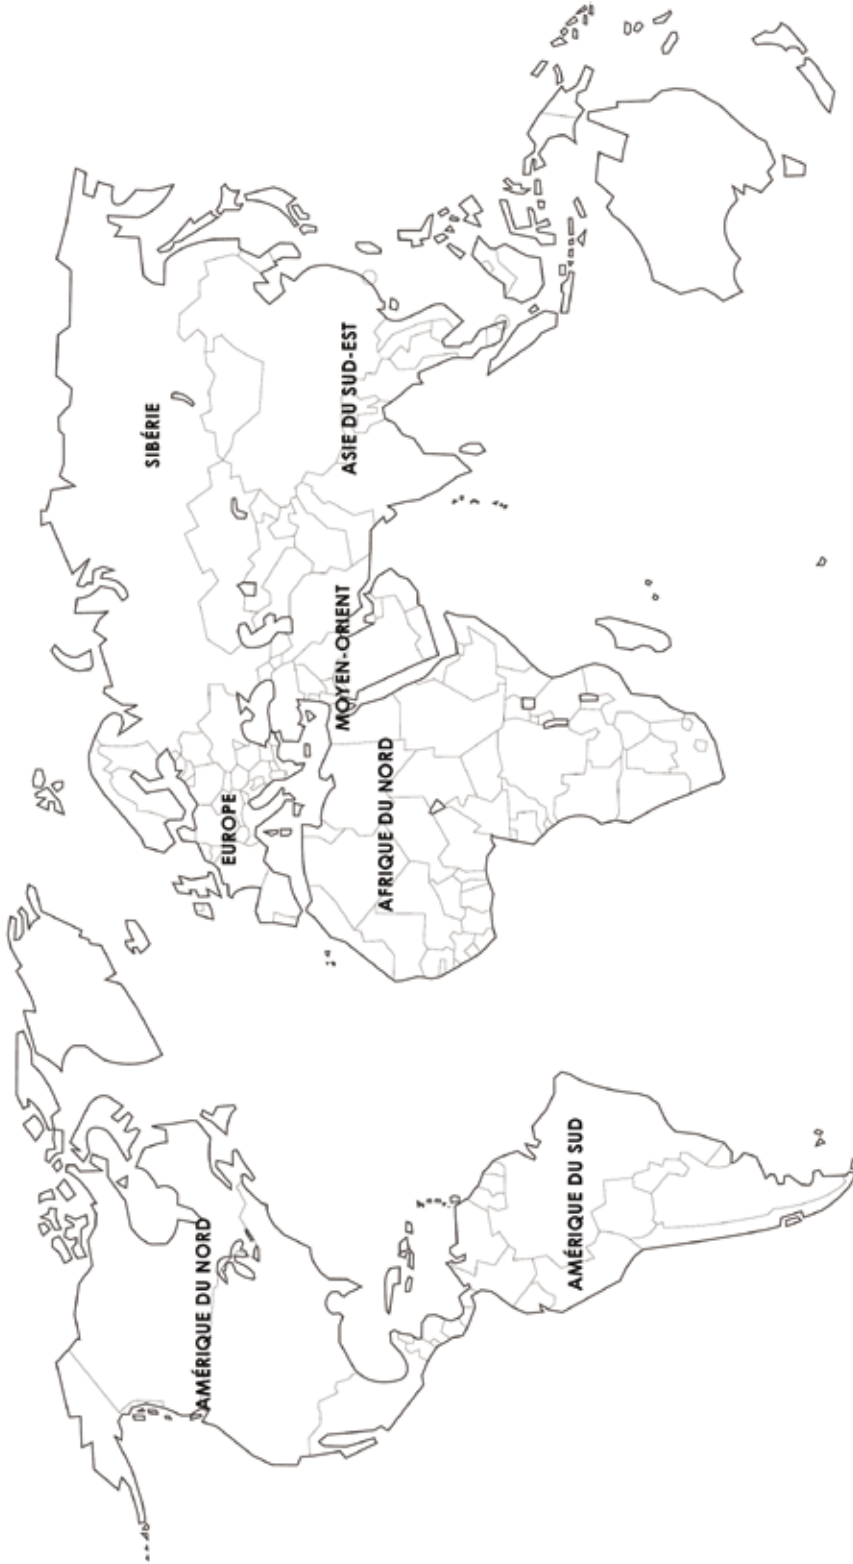 AMÉRIQUE DU NORD
EUROPE
SIBÉRIE
MOYEN-ORIENT
ASIE DU SUD-EST
AFRIQUE DU NORD
AMÉRIQUE DU SUD